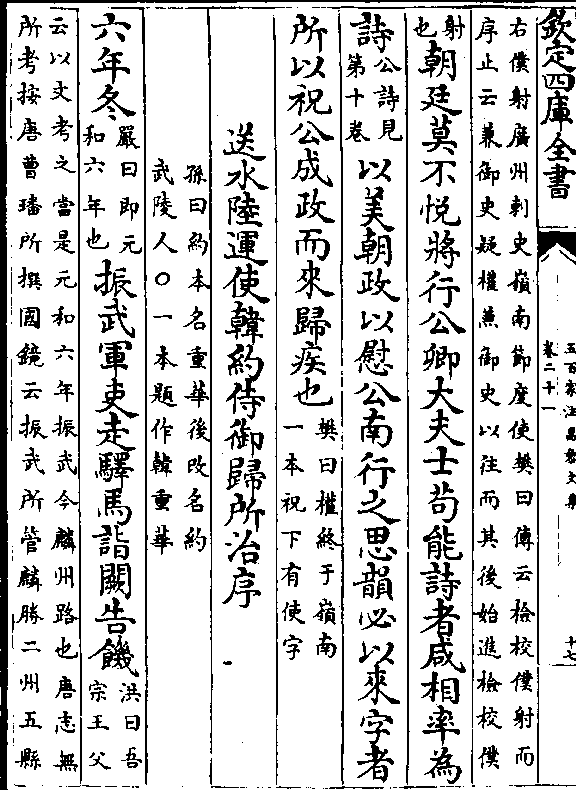 欽定四庫全書
五百家注昌黎文集
卷二十一
十七
右僕射廣州刺史嶺南節度使樊曰傳云檢校僕射而
序止云兼御史疑權兼御史以往而其後始進檢校僕
射
也
朝廷莫不悅將行公卿大夫士苟能詩者咸相率為
詩
公詩見
第十卷
以美朝政以慰公南行之思韻必以來字者
所以祝公成政而來歸疾也
樊曰權終于嶺南
一本祝下有使字
送水陸運使韓約侍御歸所治序
孫曰約本名重華後改名約
武陵人○一本題作韓重華
六年冬
嚴曰即元
和六年也
振武軍吏走驛馬詣闕告饑
洪曰吾
宗王父
云以文考之當是元和六年振武今麟州路也唐志無
所考按唐曹璠所撰國鏡云振武所管麟勝二州五縣